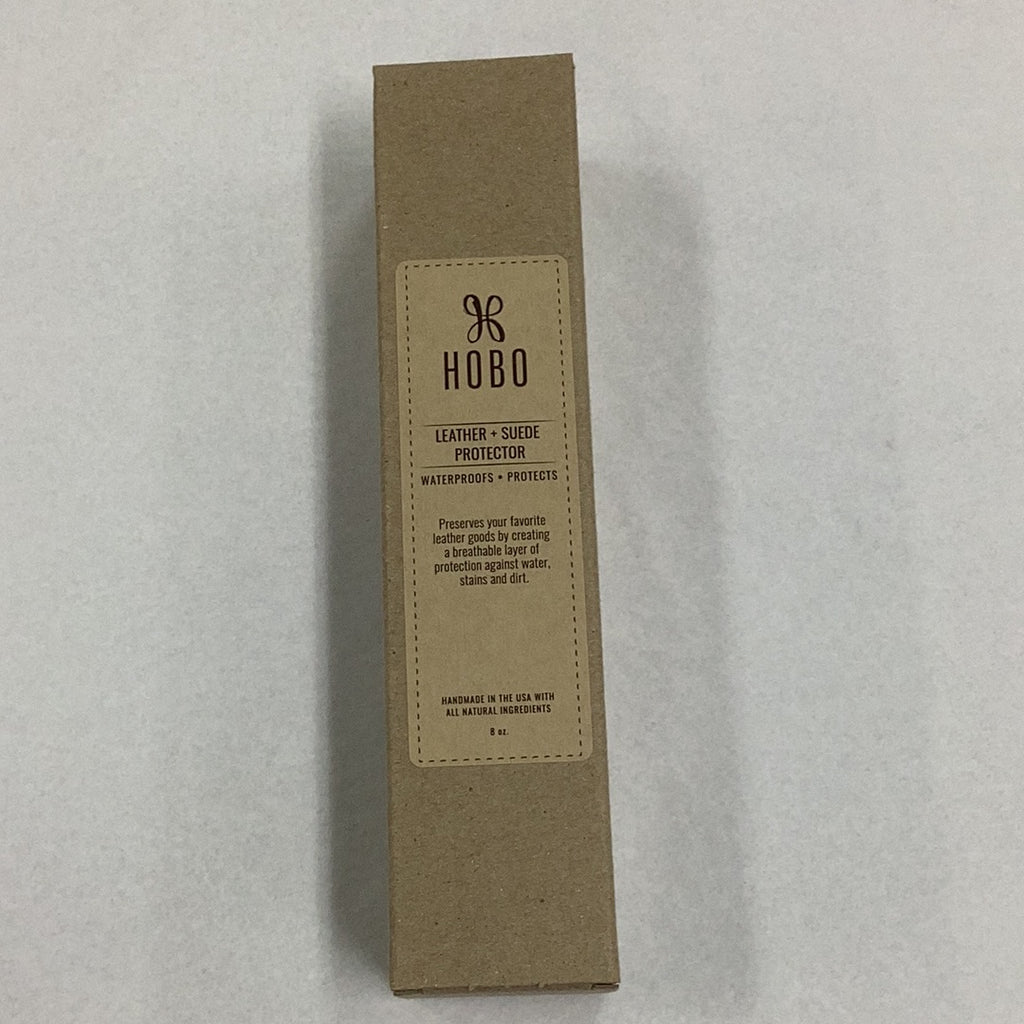 HOBO
LEATHER + SUEDE
PROTECTOR
WATERPROOFS • PROTECTS
Preserves your favorite
leather goods by creating
a breathable layer of
protection against water,
stains and dirt.
HANDMADE IN THE USA WITH
ALL NATURAL INGREDIENTS
8 oz.